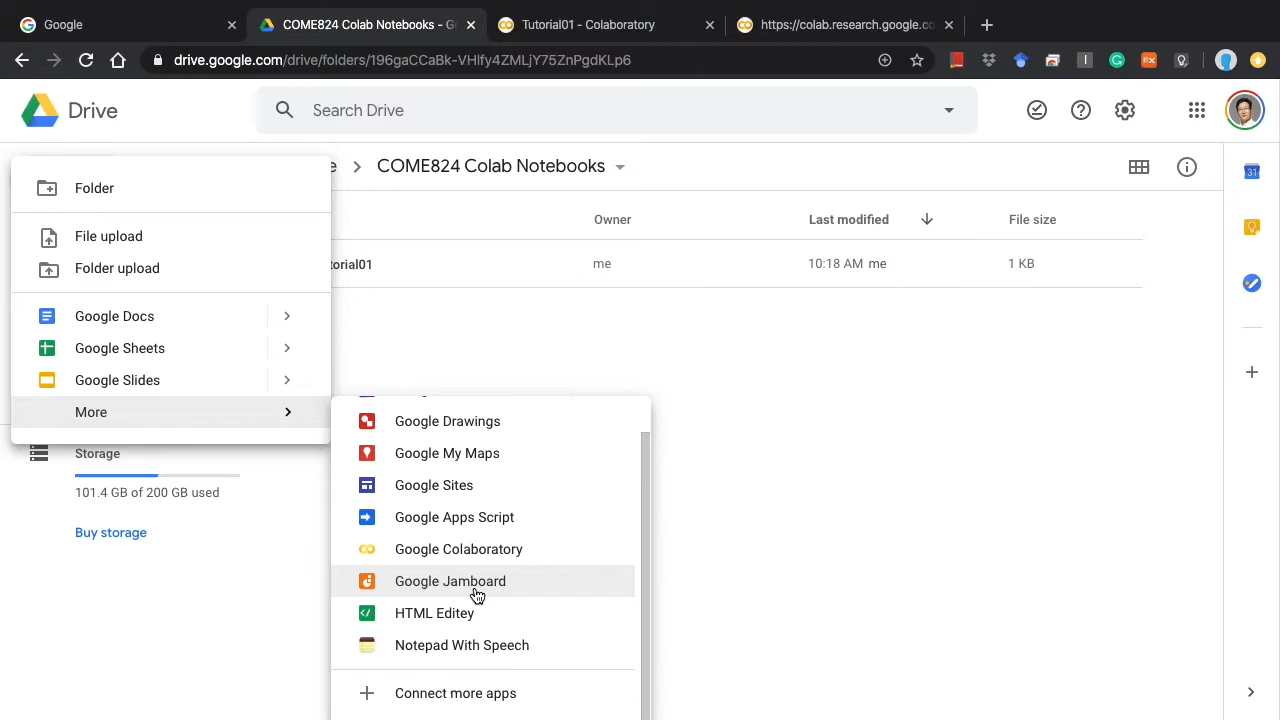 Google
COME824 Colab Notebooks - G
Tutorial01 - Colaboratory
https://colab.research.google.co
drive.google.com/drive/folders/196gaCCaBk-VHlfy4ZMLjY75ZnPgdKLp6
Drive
Search Drive
e > COME824 Colab Notebooks
Folder
File upload
Folder upload
Google Docs
Google Sheets
Google Slides
More
Owner
Last modified
File size
torial01
me
10:18 AM me
1 KB
31
Google Drawings
Google My Maps
Google Sites
Google Apps Script
Google Colaboratory
Google Jamboard
HTML Editey
Notepad With Speech
Connect more apps
Storage
101.4 GB of 200 GB used
Buy storage